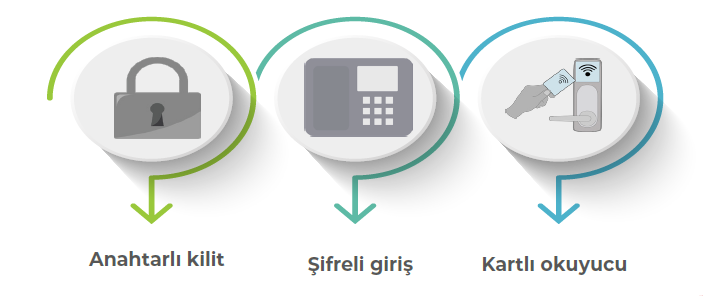 Anahtarlı kilit
Şifreli giriş
Kartlı okuyucu